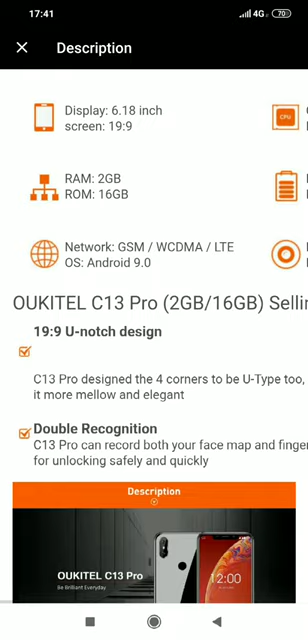 17:41
4G
70
Description
Display: 6.18 inch
screen: 19:9
CPU
RAM: 2GB
ROM: 16GB
Network: GSM / WCDMA / LTE
OS: Android 9.0
OUKITEL C13 Pro (2GB/16GB) Sellin
19:9 U-notch design
C13 Pro designed the 4 corners to be U-Type too,
it more mellow and elegant
Double Recognition
C13 Pro can record both your face map and finger
for unlocking safely and quickly
Description
OUKITEL C13 Pro
Be Brilliant Everyday
12:00